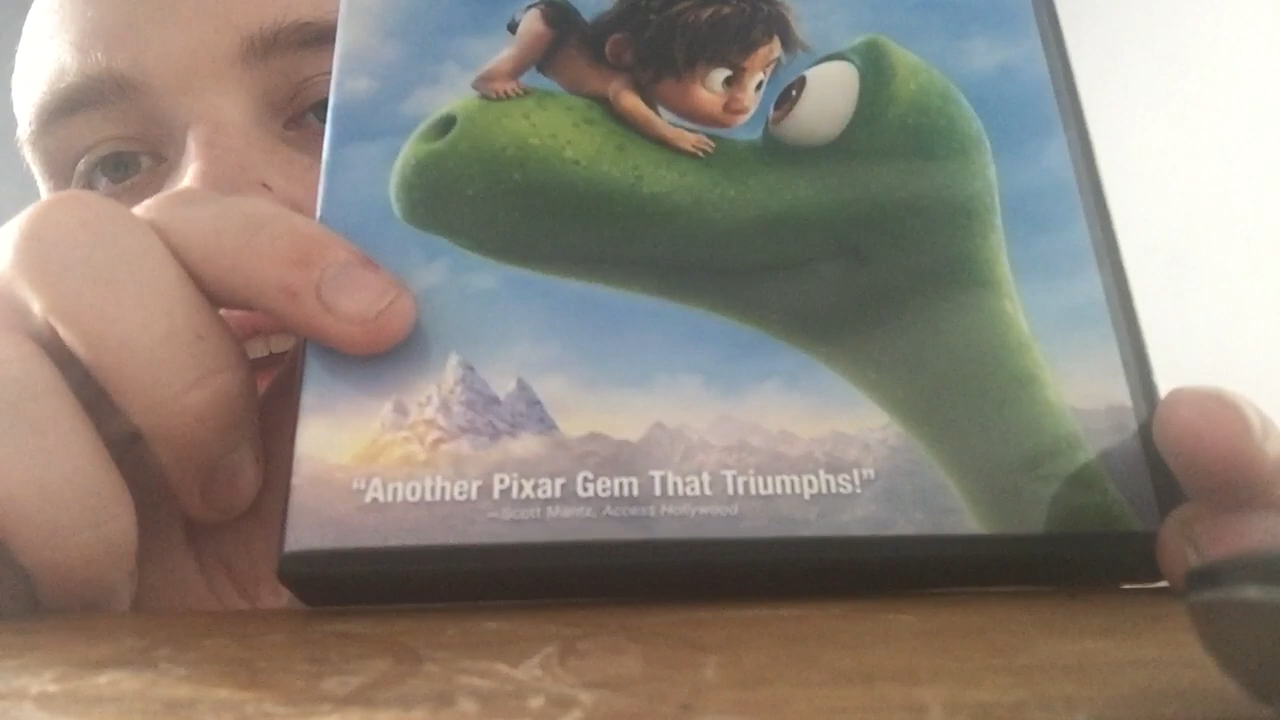 “Another Pixar Gem That Triumphs!”
–Scott Mantz, Access Hollywood